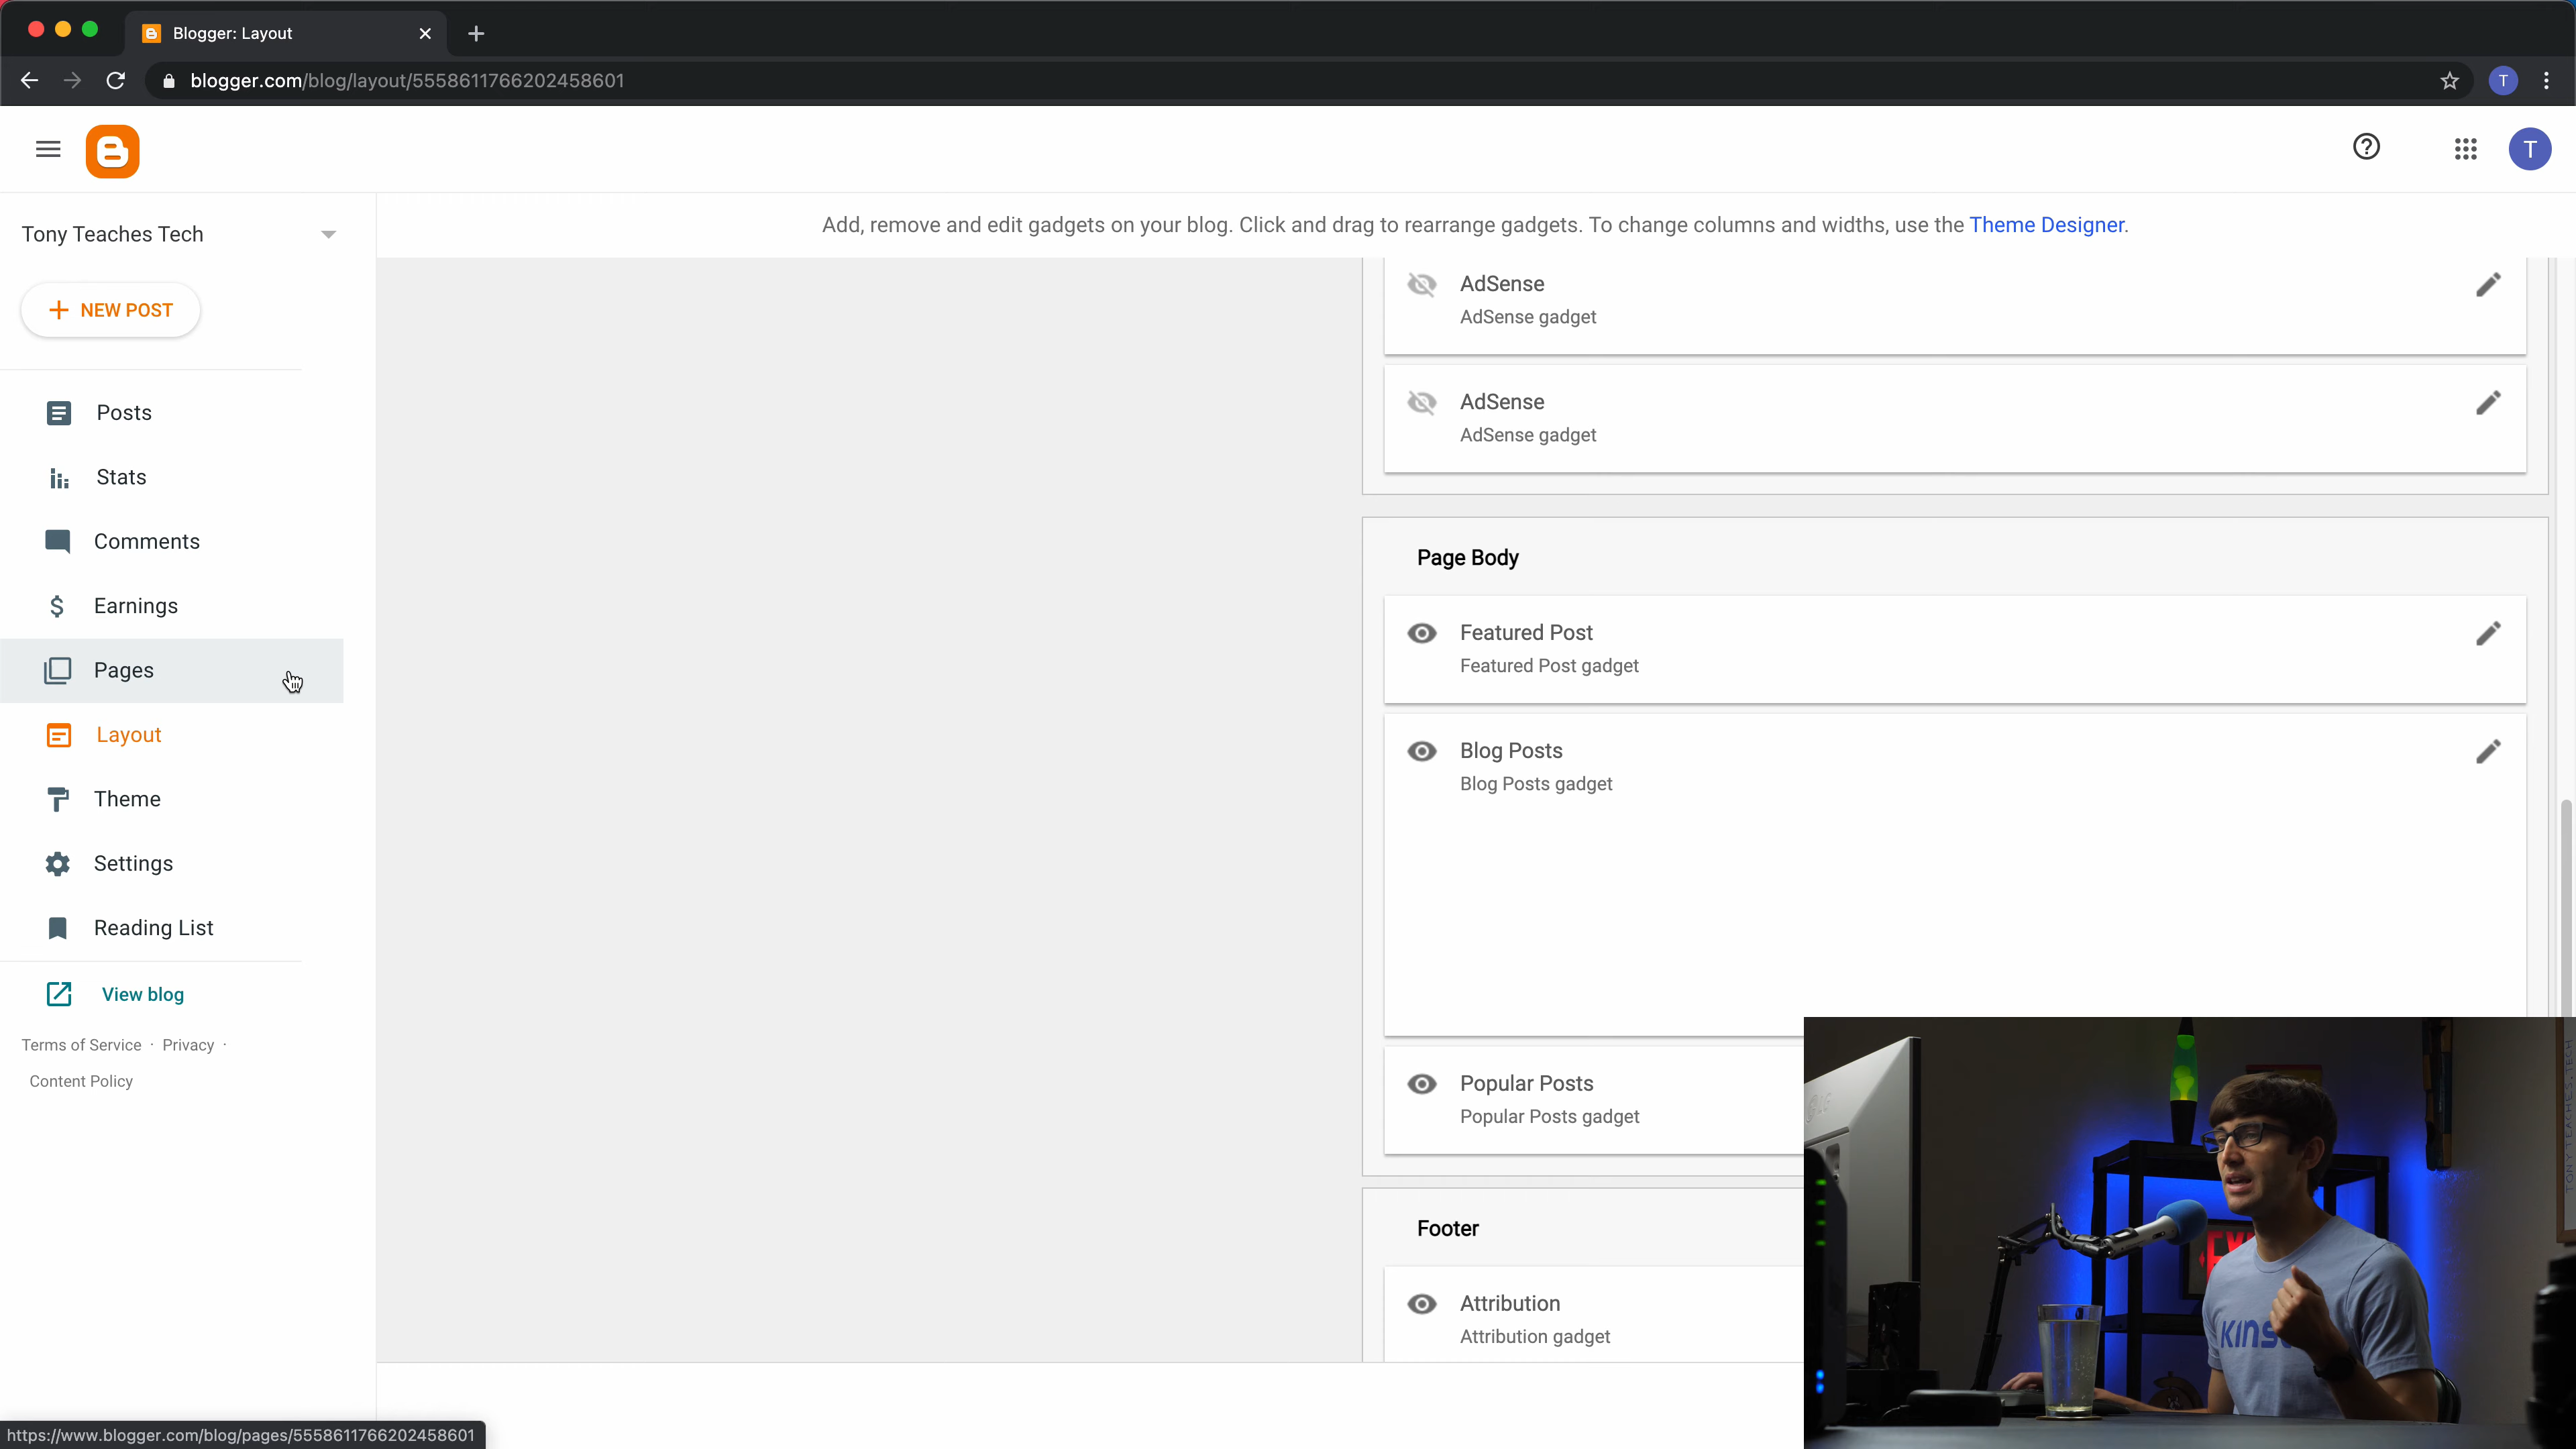 Blogger: Layout
blogger.com/blog/layout/5558611766202458601
T
T
Tony Teaches Tech
NEW POST
Posts
Stats
Comments
Earnings
Pages
Layout
Theme
Settings
Reading List
View blog
Terms of Service · Privacy ·
Content Policy
https://www.blogger.com/blog/pages/5558611766202458601
Add, remove and edit gadgets on your blog. Click and drag to rearrange gadgets. To change columns and widths, use the Theme Designer.
AdSense
AdSense gadget
AdSense
AdSense gadget
Page Body
Featured Post
Featured Post gadget
Blog Posts
Blog Posts gadget
Popular Posts
Popular Posts gadget
Footer
Attribution
Attribution gadget
LG
TONY TEACHES TECH